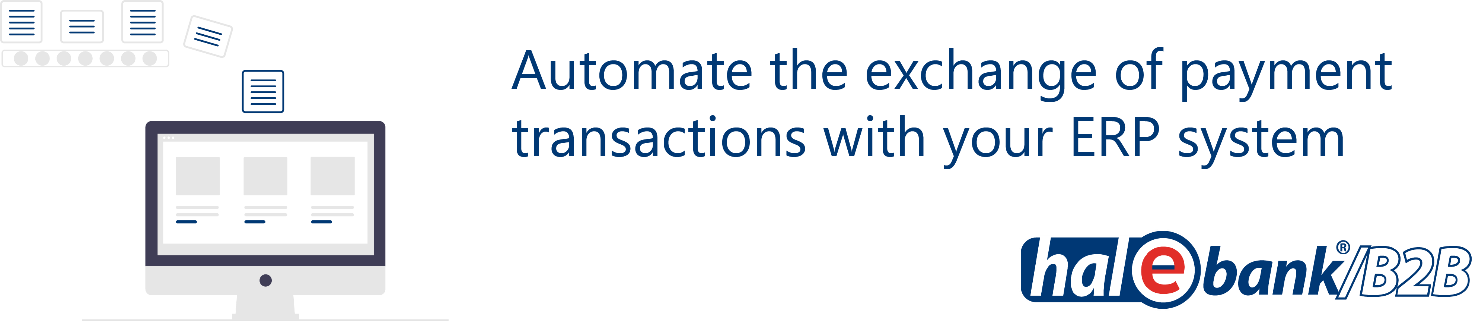 Automate the exchange of payment
transactions with your ERP system
halebank®/B2B